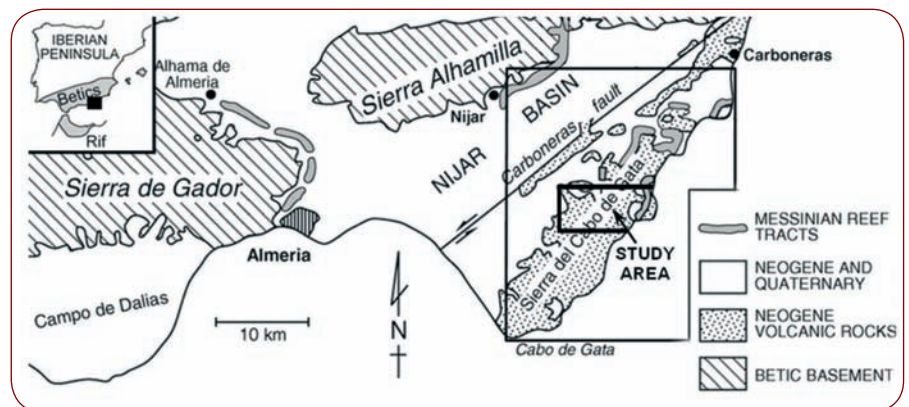 IBERIAN
PENINSULA
Betics
Rif
Alhama de
Almeria
Sierra Alhamilla
Nijar
Carboneras
NIJAR
BASIN
Carboneras fault
Sierra de Gador
Almeria
Campo de Dalias
10 km
N
Sierra del Cabo de Gata
STUDY
AREA
Cabo de Gata
MESSINIAN REEF
TRACTS
NEOGENE AND
QUATERNARY
NEOGENE
VOLCANIC ROCKS
BETIC BASEMENT